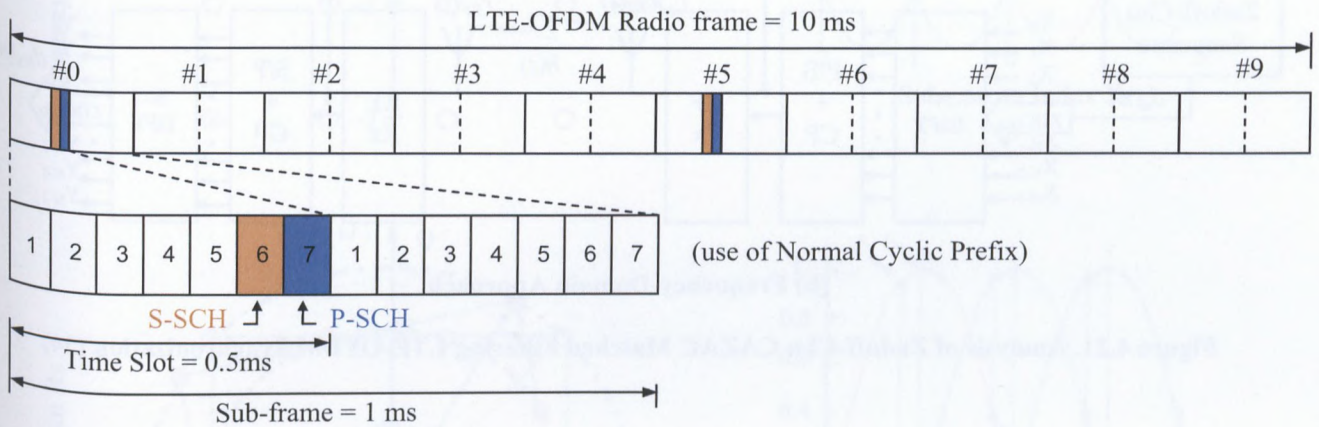 LTE-OFDM Radio frame = 10 ms
#0 #1 #2 #3 #4 #5 #6 #7 #8 #9
1 2 3 4 5 6 7 1 2 3 4 5 6 7 (use of Normal Cyclic Prefix)
S-SCH P-SCH
Time Slot = 0.5ms
Sub-frame = 1 ms